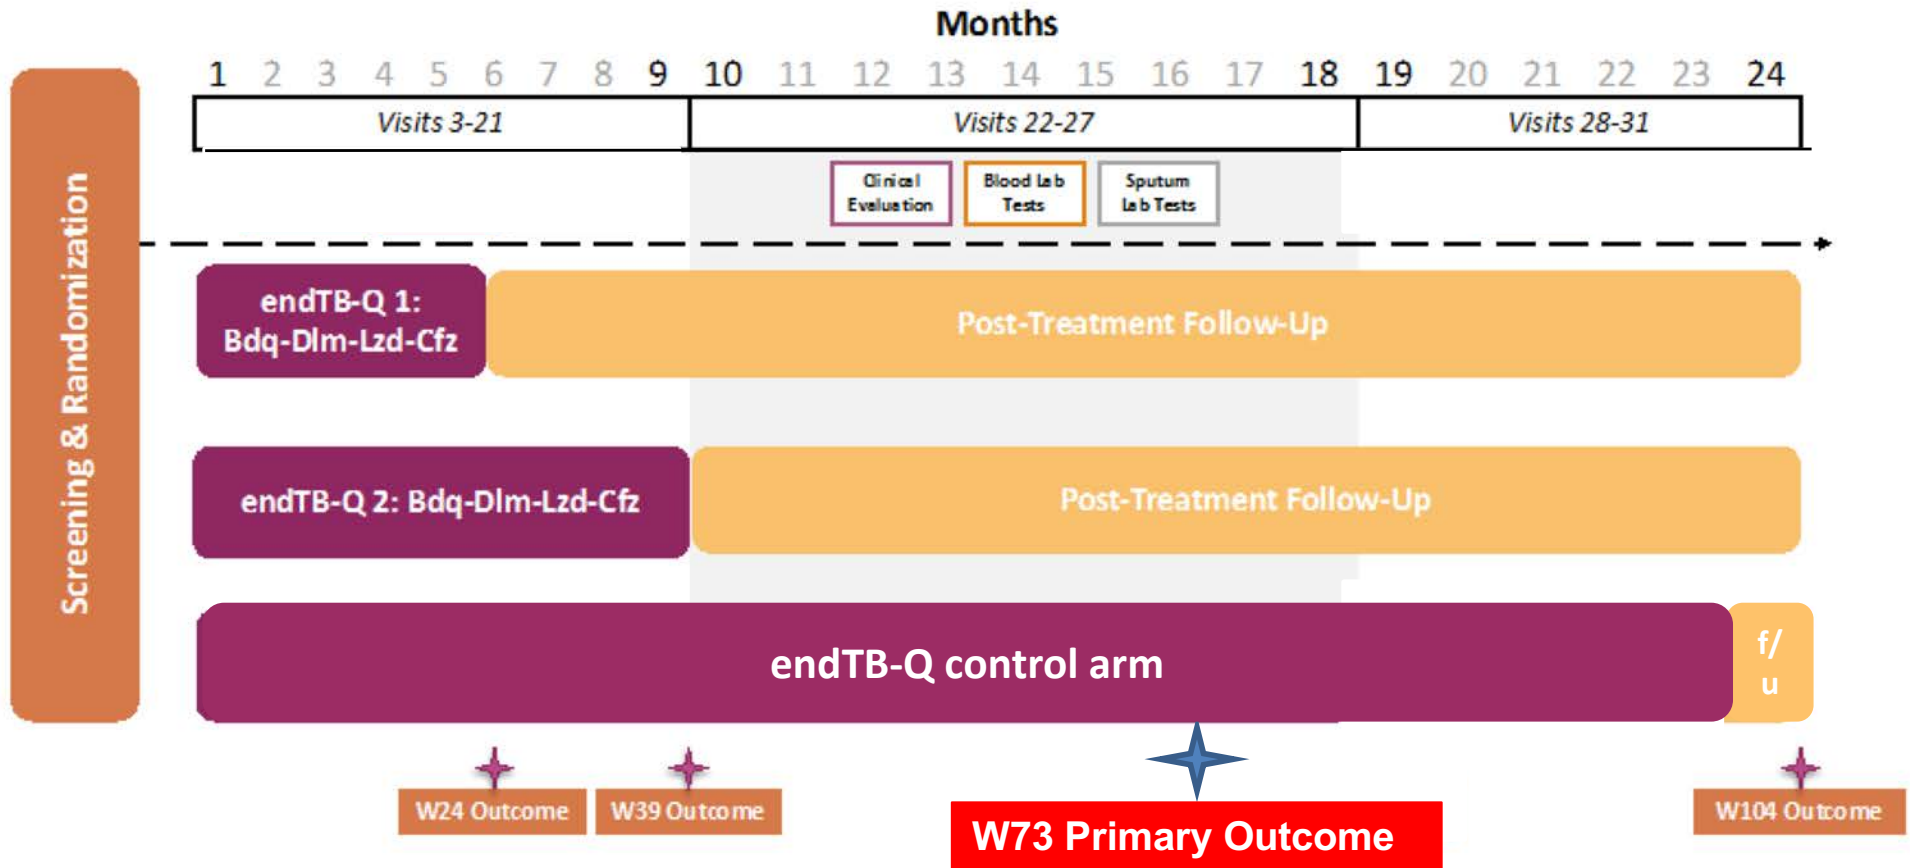 Months
1 2 3 4 5 6 7 8 9 10 11 12 13 14 15 16 17 18 19 20 21 22 23 24
Visits 3-21 Visits 22-27 Visits 28-31
Clinical
Evaluation
Blood Lab
Tests
Sputum
Lab Tests
Screening & Randomization
endTB-Q 1:
Bdq-Dlm-Lzd-Cfz
Post-Treatment Follow-Up
endTB-Q 2: Bdq-Dlm-Lzd-Cfz
Post-Treatment Follow-Up
endTB-Q control arm
f/
u
W24 Outcome
W39 Outcome
W73 Primary Outcome
W104 Outcome